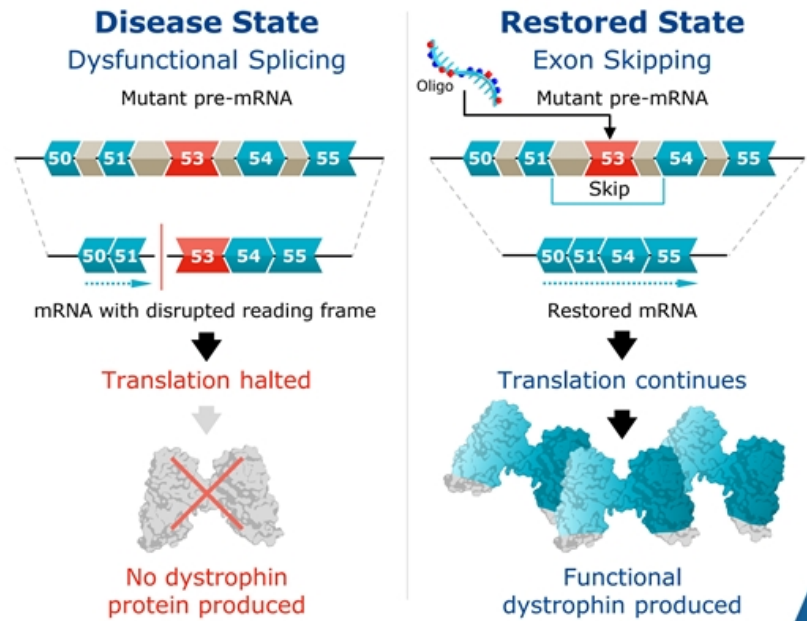 Disease State
Dysfunctional Splicing
Mutant pre-mRNA
50 51 53 54 55
50 51 53 54 55
mRNA with disrupted reading frame
Translation halted
No dystrophin
protein produced
Restored State
Exon Skipping
Oligo
Mutant pre-mRNA
50 51 53 54 55
Skip
50 51 54 55
Restored mRNA
Translation continues
Functional
dystrophin produced